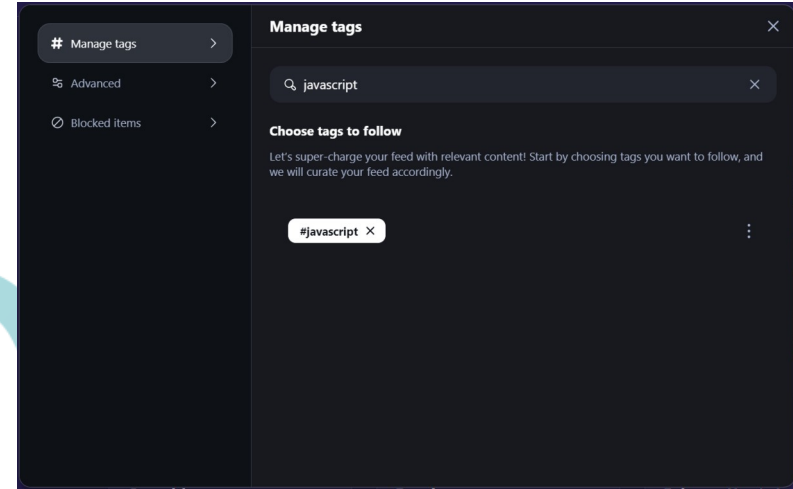 # Manage tags
Advanced
Blocked items
Manage tags
javascript
Choose tags to follow
Let's super-charge your feed with relevant content! Start by choosing tags you want to follow, and
we will curate your feed accordingly.
#javascript